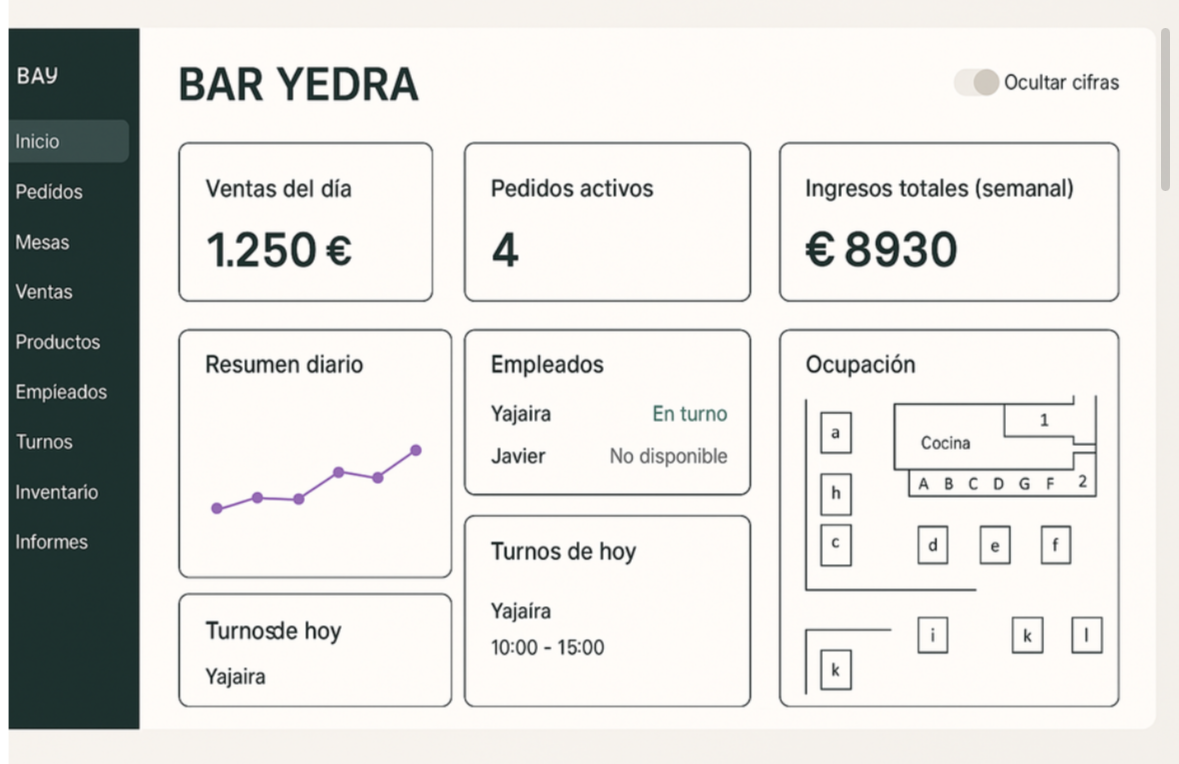 BAY
Inicio
Pedidos
Mesas
Ventas
Productos
Empieados
Turnos
Inventario
Informes
BAR YEDRA
Ocultar cifras
Ventas del día
1.250 €
Pedidos activos
4
Ingresos totales (semanal)
€ 8930
Resumen diario
Empleados
Yajaira En turno
Javier No disponible
Turnosde hoy
Yajaira
Turnos de hoy
Yajaíra
10:00 - 15:00
Ocupación
a
1
Cocina
h
A B C D G F 2
c
d e f
i k l
k